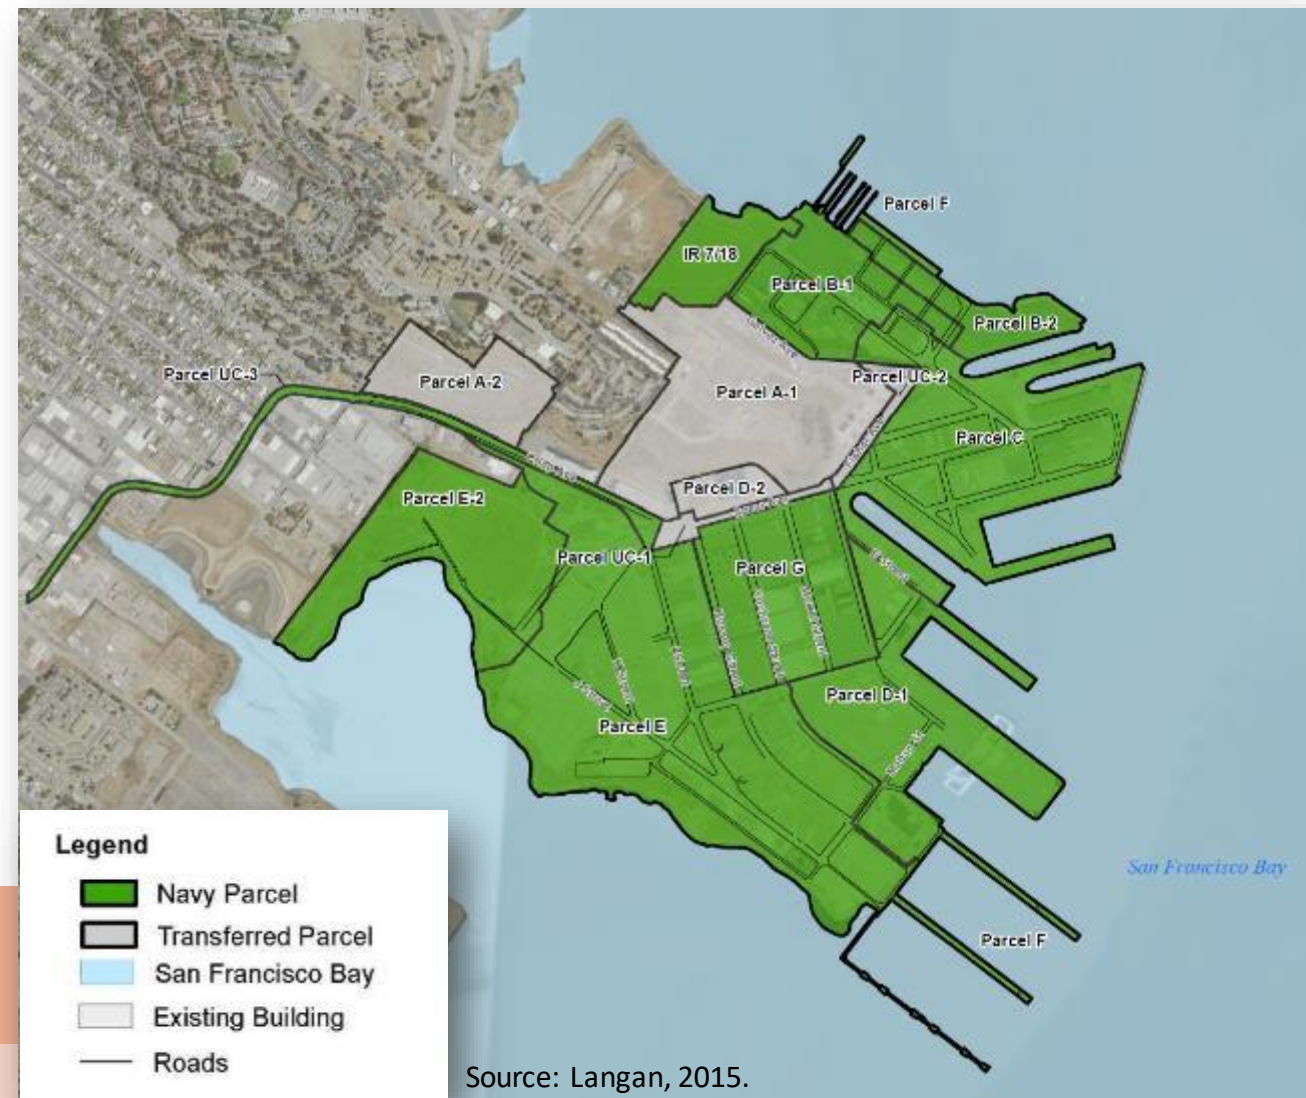 Parcel F
IR 7/18
Parcel B-1
Parcel B-2
Parcel UC-3
Parcel A-2
Parcel A-1
Parcel UC-2
Parcel C
Parcel D-2
Parcel E-2
Parcel UC-1
Parcel G
Parcel D-1
Parcel E
San Francisco Bay
Parcel F
Legend
Navy Parcel
Transferred Parcel
San Francisco Bay
Existing Building
Roads
Source: Langan, 2015.